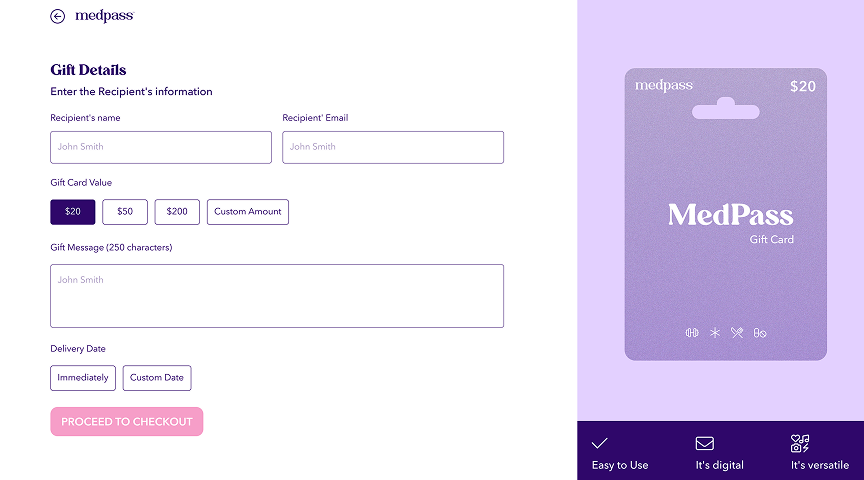 medpass
Gift Details
Enter the Recipient's information
Recipient's name
Recipient' Email
John Smith
John Smith
Gift Card Value
$20
$50
$200
Custom Amount
Gift Message (250 characters)
John Smith
Delivery Date
Immediately
Custom Date
PROCEED TO CHECKOUT
medpass
$20
MedPass
Gift Card
Easy to Use
It's digital
It's versatile